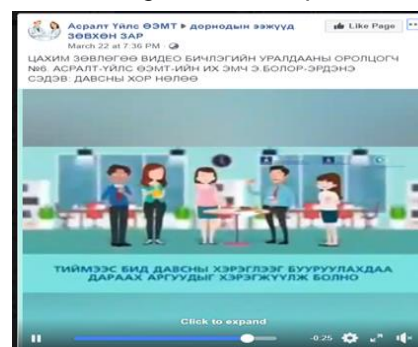 Асралт Үйлс ӨЭМТ ▸ дорнодын ээжүүд
ЗӨВХӨН ЗАР
Like Page
March 22 at 7:36 PM ·
ЦАХИМ ЗӨВЛӨГӨӨ ВИДЕО БИЧЛЭГИЙН УРАЛДААНЫ ОРОЛЦОГЧ
№6. АСРАЛТ-ҮЙЛС ӨЭМТ-ИЙН ИХ ЭМЧ Э.БОЛОР-ЭРДЭНЭ
СЭДЭВ: ДАВСНЫ ХОР НӨЛӨӨ
ТИЙМЭЭС БИД ДАВСНЫ ХЭРЭГЛЭЭГ БУУРУУЛАХДАА
ДАРААХ АРГУУДЫГ ХЭРЭГЖҮҮЛЖ БОЛНО
Click to expand
-0:25